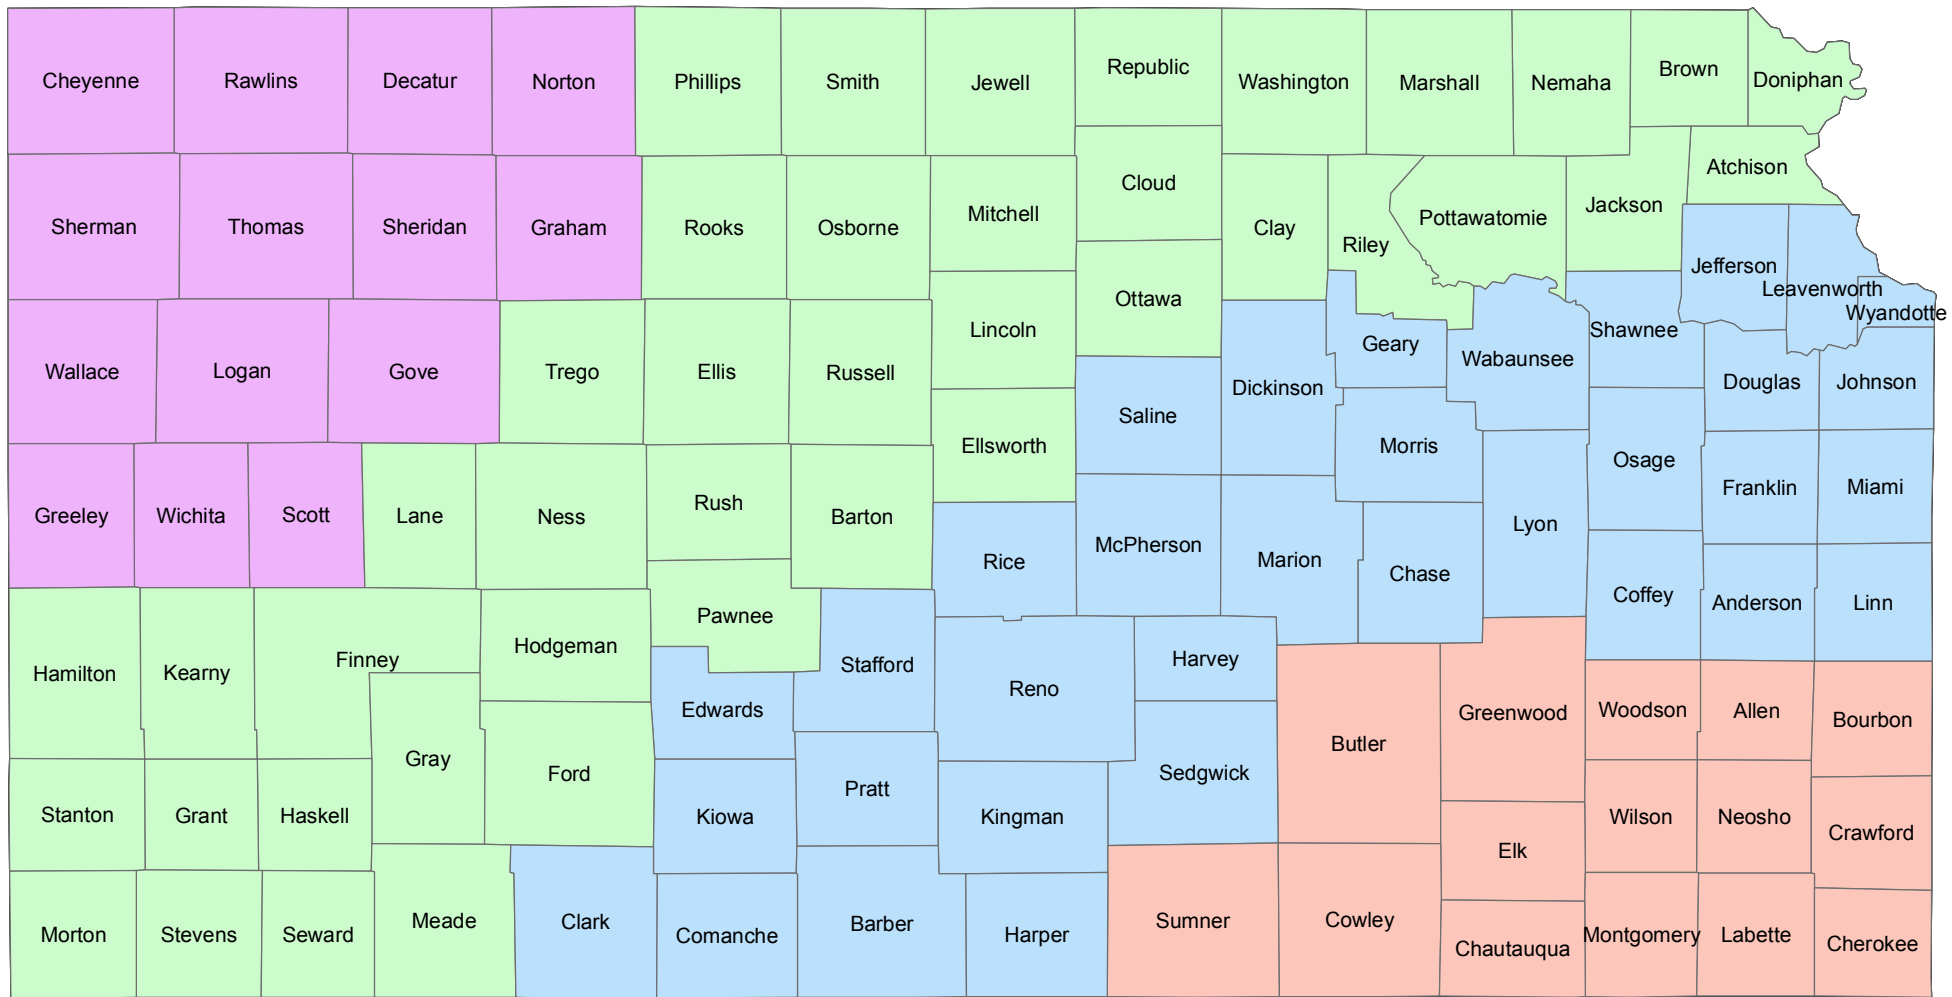 Cheyenne
Rawlins
Decatur
Norton
Phillips
Smith
Jewell
Republic
Washington
Marshall
Nemaha
Brown
Doniphan
Sherman
Thomas
Sheridan
Graham
Rooks
Osborne
Mitchell
Cloud
Clay
Riley
Pottawatomie
Jackson
Atchison
Jefferson
Leavenworth
Wyandotte
Wallace
Logan
Gove
Trego
Ellis
Russell
Lincoln
Ottawa
Dickinson
Geary
Wabaunsee
Shawnee
Douglas
Johnson
Saline
Ellsworth
Morris
Osage
Franklin
Miami
Greeley
Wichita
Scott
Lane
Ness
Rush
Barton
Rice
McPherson
Marion
Chase
Lyon
Coffey
Anderson
Linn
Hamilton
Kearny
Finney
Hodgeman
Pawnee
Stafford
Reno
Harvey
Edwards
Gray
Ford
Kiowa
Pratt
Kingman
Sedgwick
Butler
Greenwood
Woodson
Allen
Bourbon
Stanton
Grant
Haskell
Elk
Wilson
Neosho
Crawford
Morton
Stevens
Seward
Meade
Clark
Comanche
Barber
Harper
Sumner
Cowley
Chautauqua
Montgomery
Labette
Cherokee